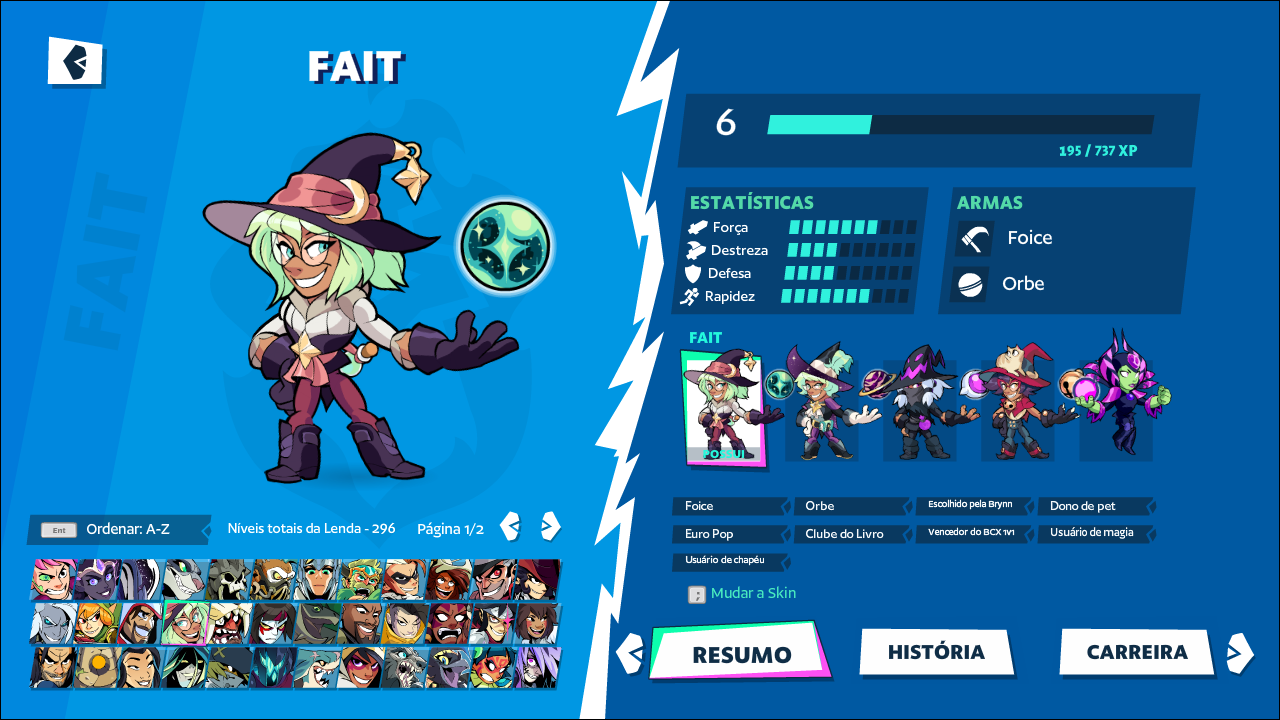 FAIT
FAIT
6
195 / 737 XP
ESTATÍSTICAS
Força
Destreza
Defesa
Rapidez
ARMAS
Foice
Orbe
FAIT
POSSUI
Foice
Orbe
Escolhido pela Brynn
Dono de pet
Euro Pop
Clube do Livro
Vencedor do BCX 1v1
Usuário de magia
Usuário de chapéu
; Mudar a Skin
Ent Ordenar: A-Z
Níveis totais da Lenda - 296
Página 1/2
RESUMO
HISTÓRIA
CARREIRA